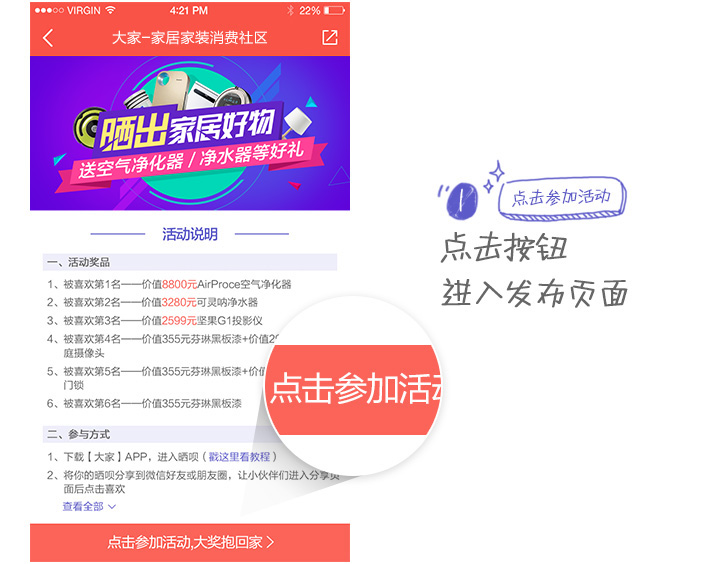 VIRGIN 4:21 PM 22%
大家-家居家装消费社区
晒出家居好物
送空气净化器 / 净水器等好礼
活动说明
一、活动奖品
1、被喜欢第1名——价值8800元AirProce空气净化器
2、被喜欢第2名——价值3280元可灵呐净水器
3、被喜欢第3名——价值2599元坚果G1投影仪
4、被喜欢第4名——价值355元芬琳黑板漆+价值2
庭摄像头
5、被喜欢第5名——价值355元芬琳黑板漆+价
门锁
6、被喜欢第6名——价值355元芬琳黑板漆
二、参与方式
1、下载【大家】APP，进入晒呗（戳这里看教程）
2、将你的晒呗分享到微信好友或朋友圈，让小伙伴们进入分享页
面后点击喜欢
查看全部
点击参加活动,大奖抱回家
点击参加活动
1 点击参加活动
点击按钮
进入发布页面